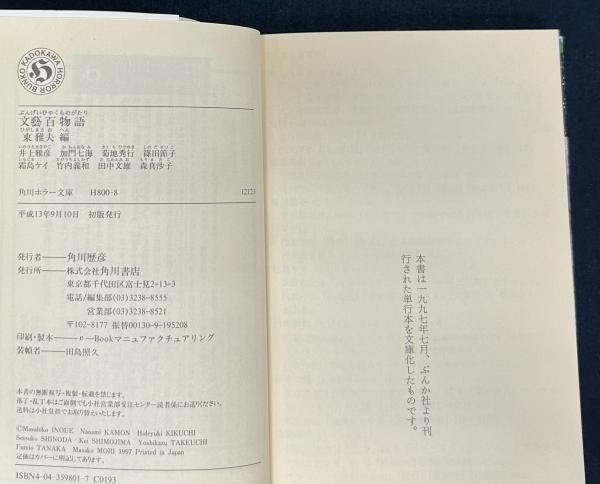 KADOKAWA HORROR BUNKO
H
ぶんげいひゃくものがたり
文藝百物語
ひがしまさお へん
東雅夫 編
いのうえまさひこ かもんななみ きくちひでゆき しのだせつこ
井上雅彦 加門七海 菊地秀行 篠田節子
しもじまけい たけうちよしかず たなかふみお もりまさこ
霜島ケイ 竹内義和 田中文雄 森真沙子
角川ホラー文庫 H800-8 12123
平成13年9月10日 初版発行
発行者――角川歴彦
発行所――株式会社角川書店
東京都千代田区富士見2-13-3
電話/編集部(03)3238-8555
営業部(03)3238-8521
〒102-8177 振替00130-9-195208
印刷・製本――e-Bookマニュファクチュアリング
装幀者――田島照久
本書の無断複写・複製・転載を禁じます。
落丁・乱丁本はご面倒でも小社営業部受注センター読者係にお送りください。
送料は小社負担でお取り替えいたします。
©Masahiko INOUE Nanami KAMON Hideyuki KIKUCHI
Setsuko SHINODA Kei SHIMOJIMA Yoshikazu TAKEUCHI
Fumio TANAKA Masako MORI 1997 Printed in Japan
定価はカバーに明記してあります。
ISBN4-04-359801-7 C0193
本書は一九九七年七月、ぶんか社より刊
行された単行本を文庫化したものです。